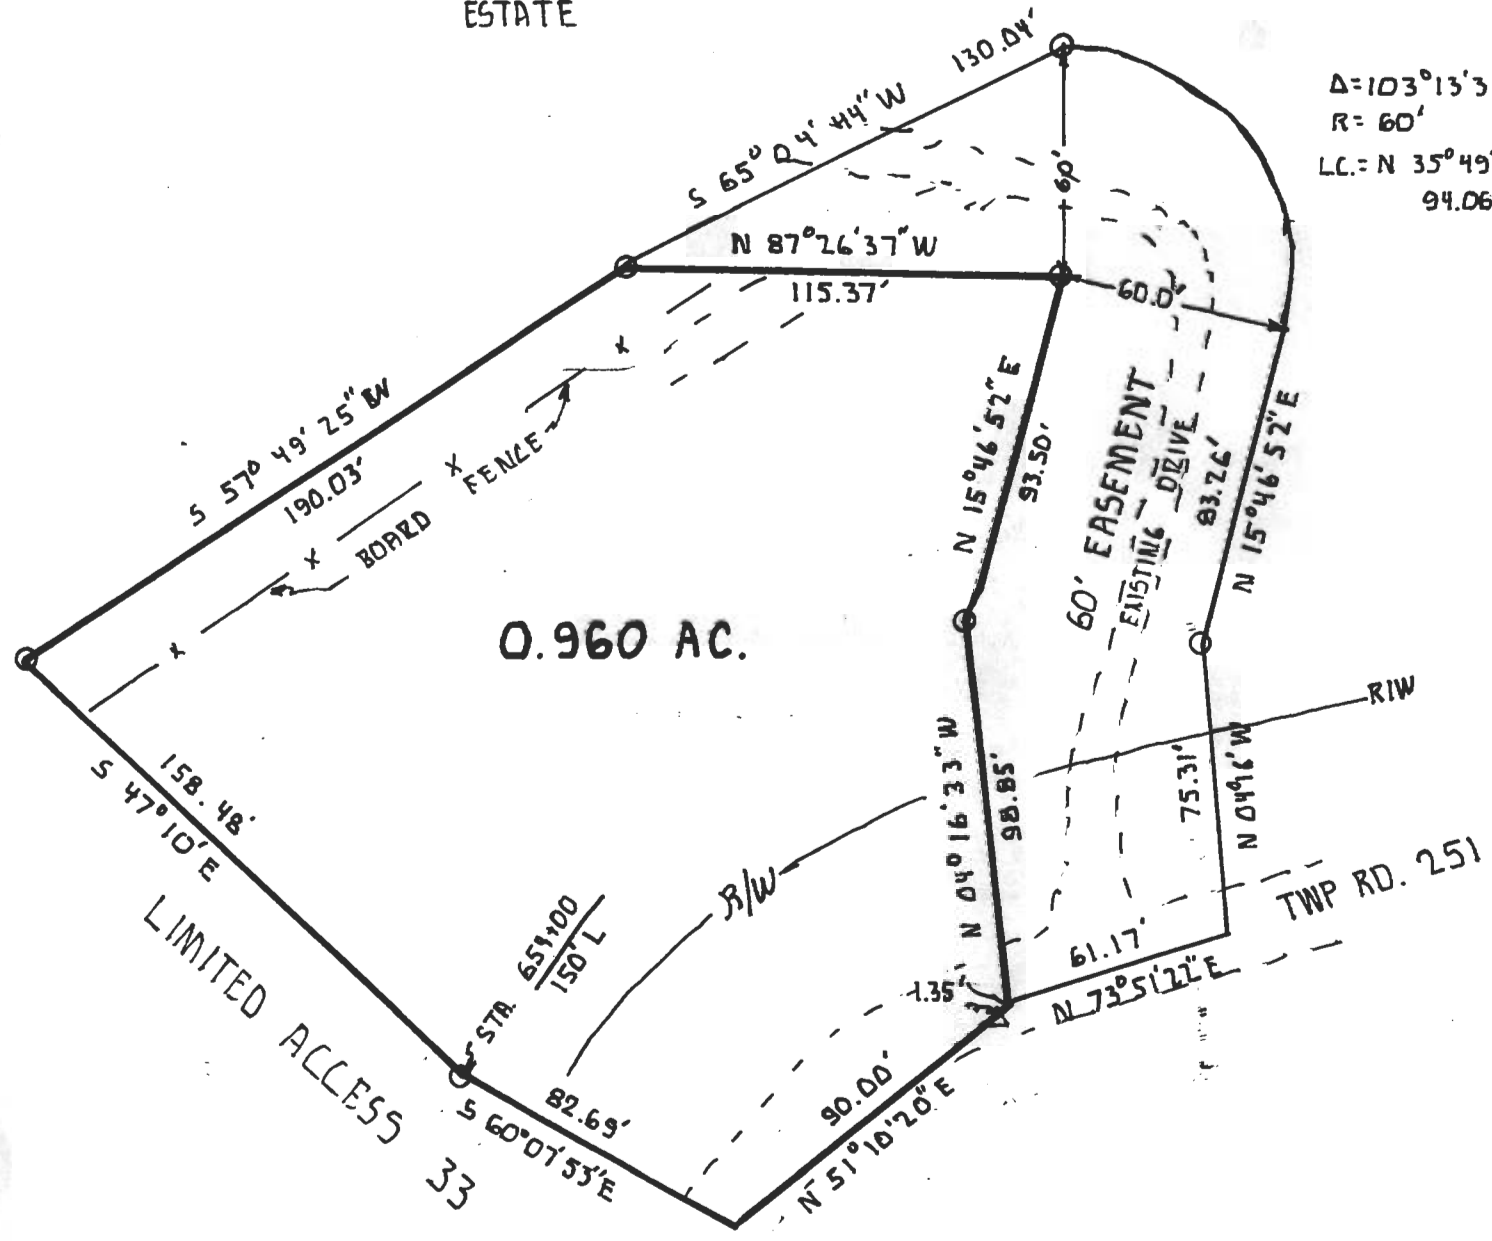 ESTATE
130.04'
Δ=103°13'3
R= 60'
LC.= N 35°49'
94.06
S 65° 04' 44" W
60'
N 87°26'37" W
115.37'
60.0'
S 57° 49' 25" W
190.03'
BOARD FENCE
N 15°46'52" E
93.50'
60' EASEMENT
EXISTING DRIVE
83.26'
N 15°46'52" E
0.960 AC.
R/W
158.48'
S 47°10'E
N 04°16'33" W
98.85'
75.31'
N 04°16'W
TWP RD. 251
LIMITED ACCESS 33
STA. 659+00
150' L
R/W
1.35'
61.17'
N 73°51'22" E
82.69'
S 60°07'53"E
90.00'
N 51°10'20" E